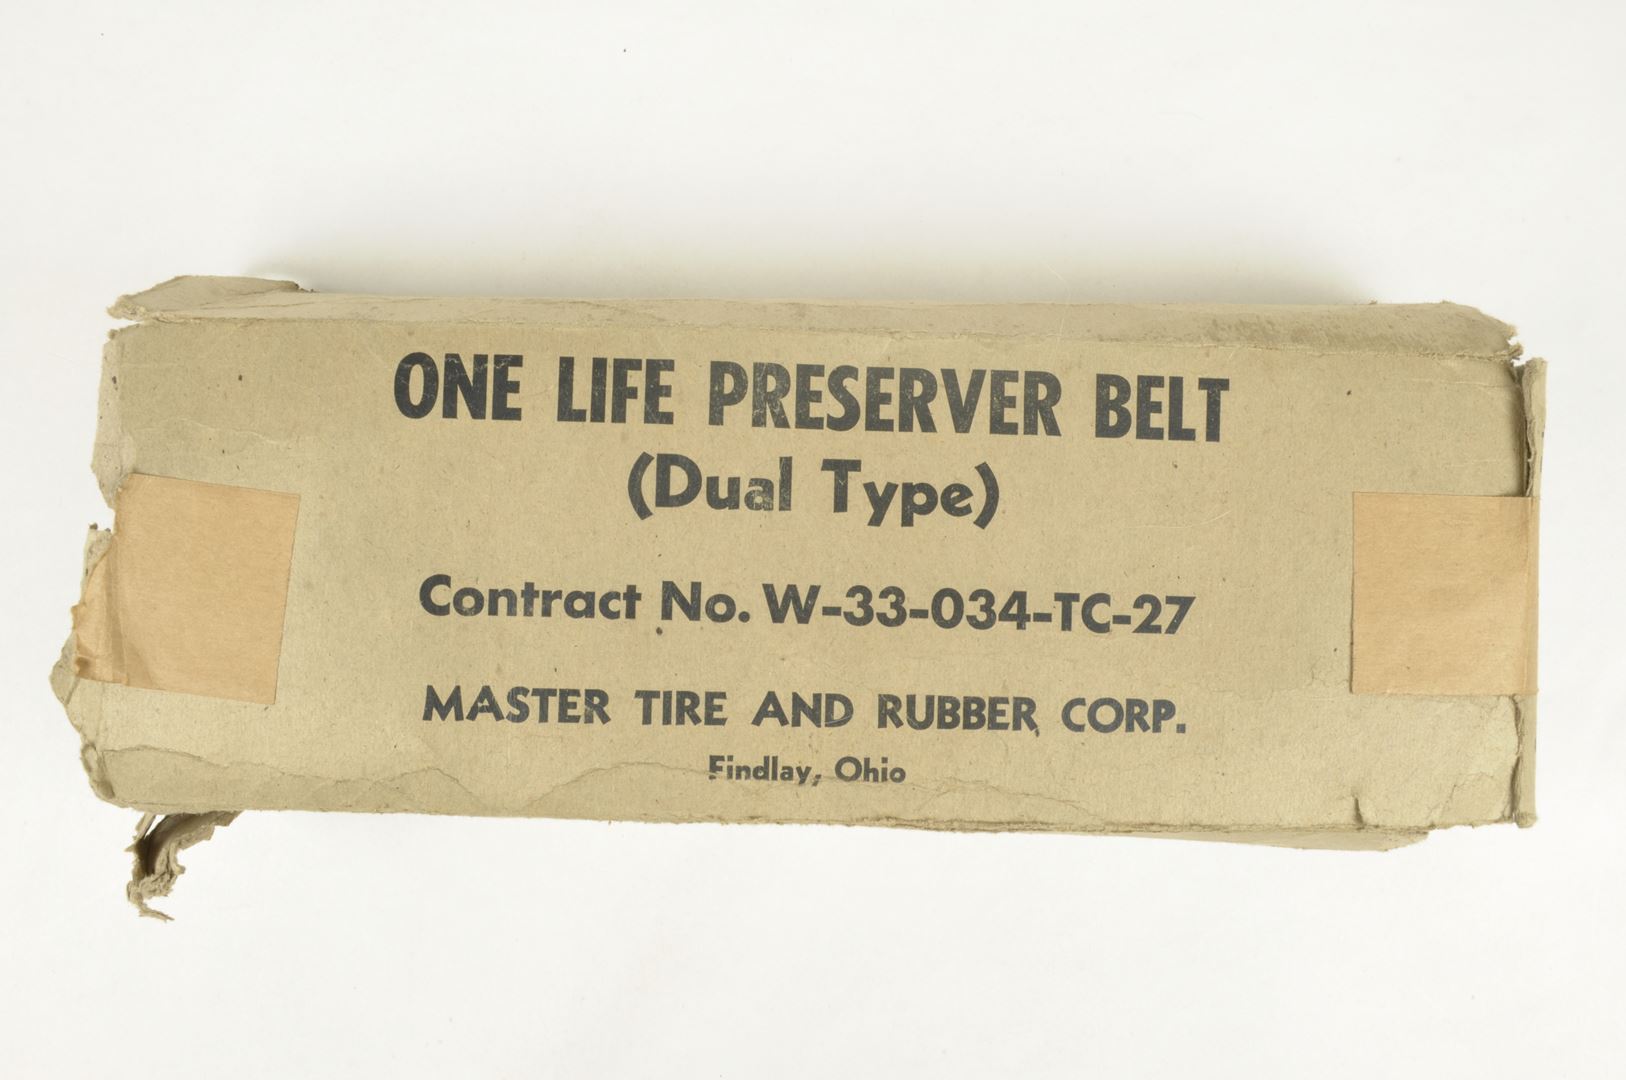 ONE LIFE PRESERVER BELT
(Dual Type)
Contract No. W-33-034-TC-27
MASTER TIRE AND RUBBER CORP.
Findlay, Ohio